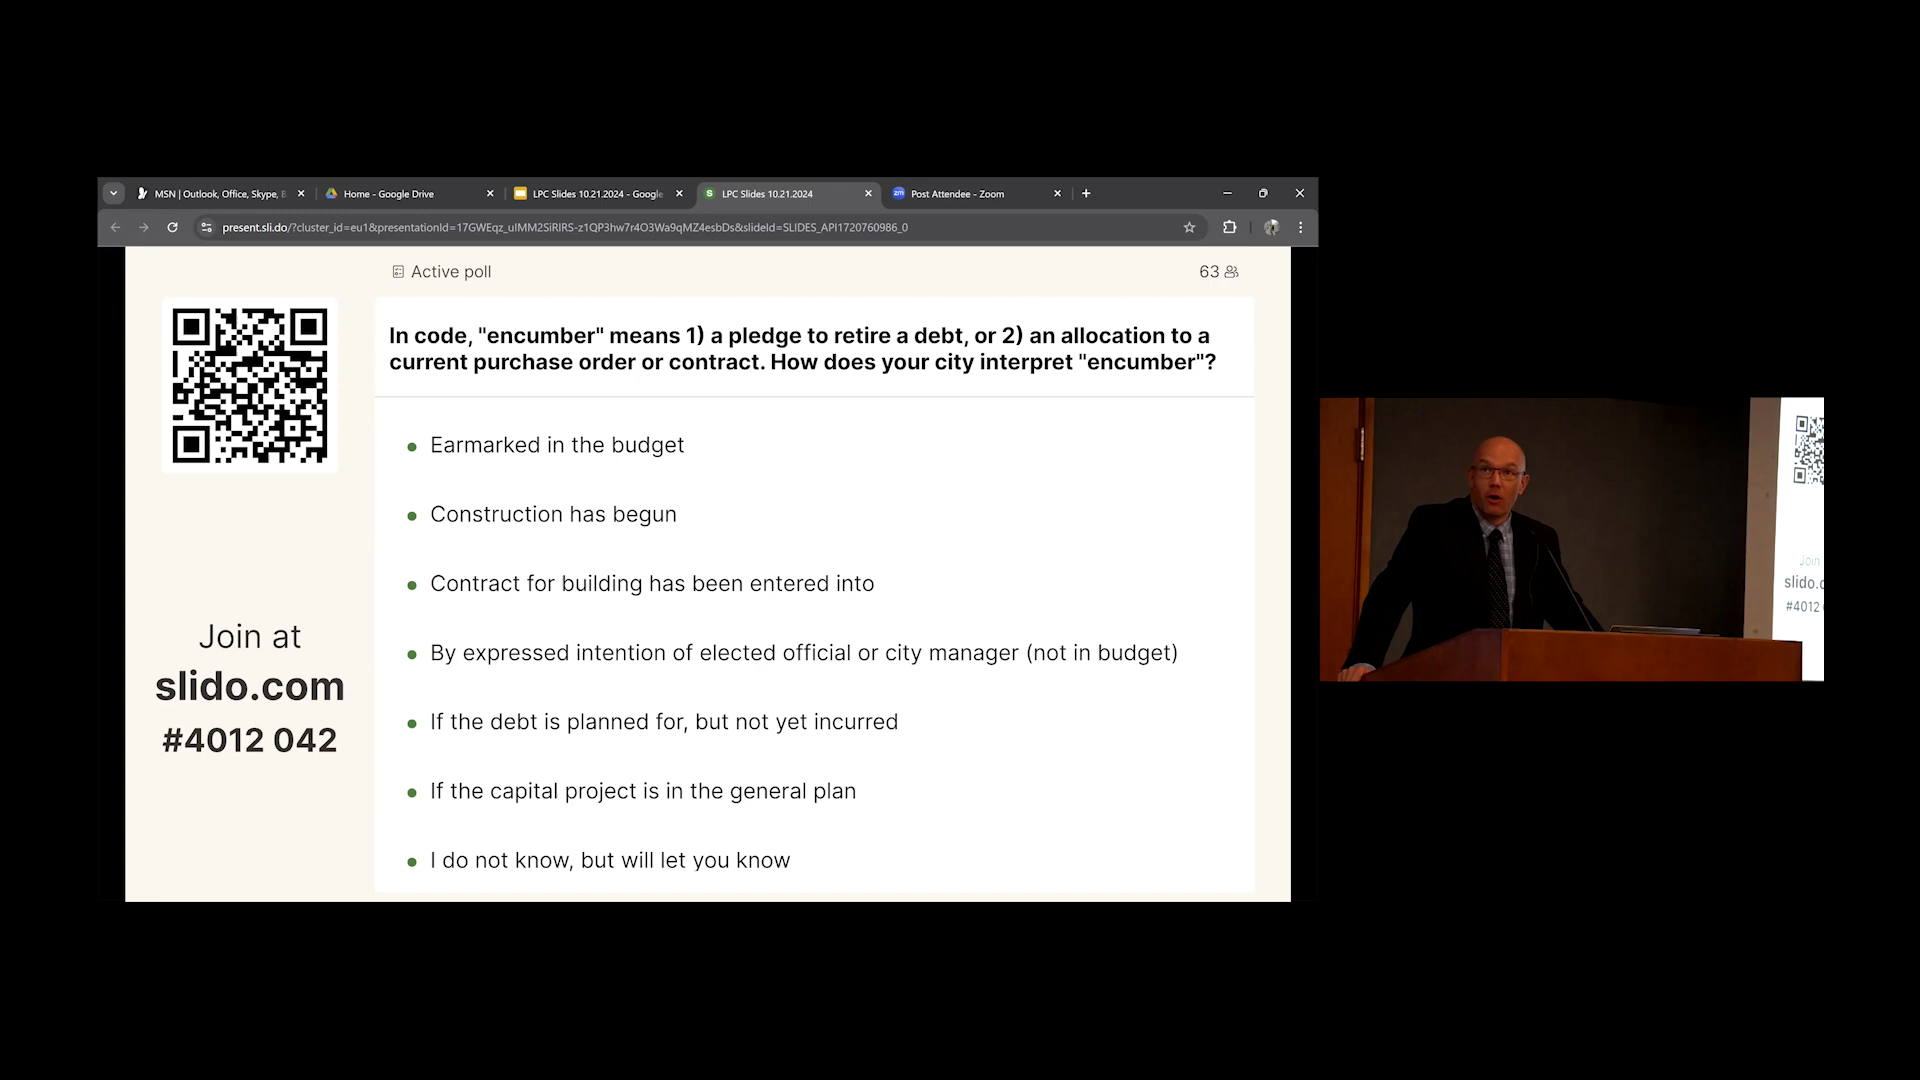 MSN | Outlook, Office, Skype, B
Home - Google Drive
LPC Slides 10.21.2024 - Google
S
LPC Slides 10.21.2024
zm
Post Attendee - Zoom
present.sli.do/?cluster_id=eu1&presentationId=17GWEqz_uIMM2SiRIRS-z1QP3hw7r4O3Wa9qMZ4esbDs&slideId=SLIDES_API1720760986_0
Active poll
63
In code, "encumber" means 1) a pledge to retire a debt, or 2) an allocation to a
current purchase order or contract. How does your city interpret "encumber"?
Earmarked in the budget
Construction has begun
Contract for building has been entered into
By expressed intention of elected official or city manager (not in budget)
If the debt is planned for, but not yet incurred
If the capital project is in the general plan
I do not know, but will let you know
Join at
slido.com
#4012 042
Join
slido.c
#4012